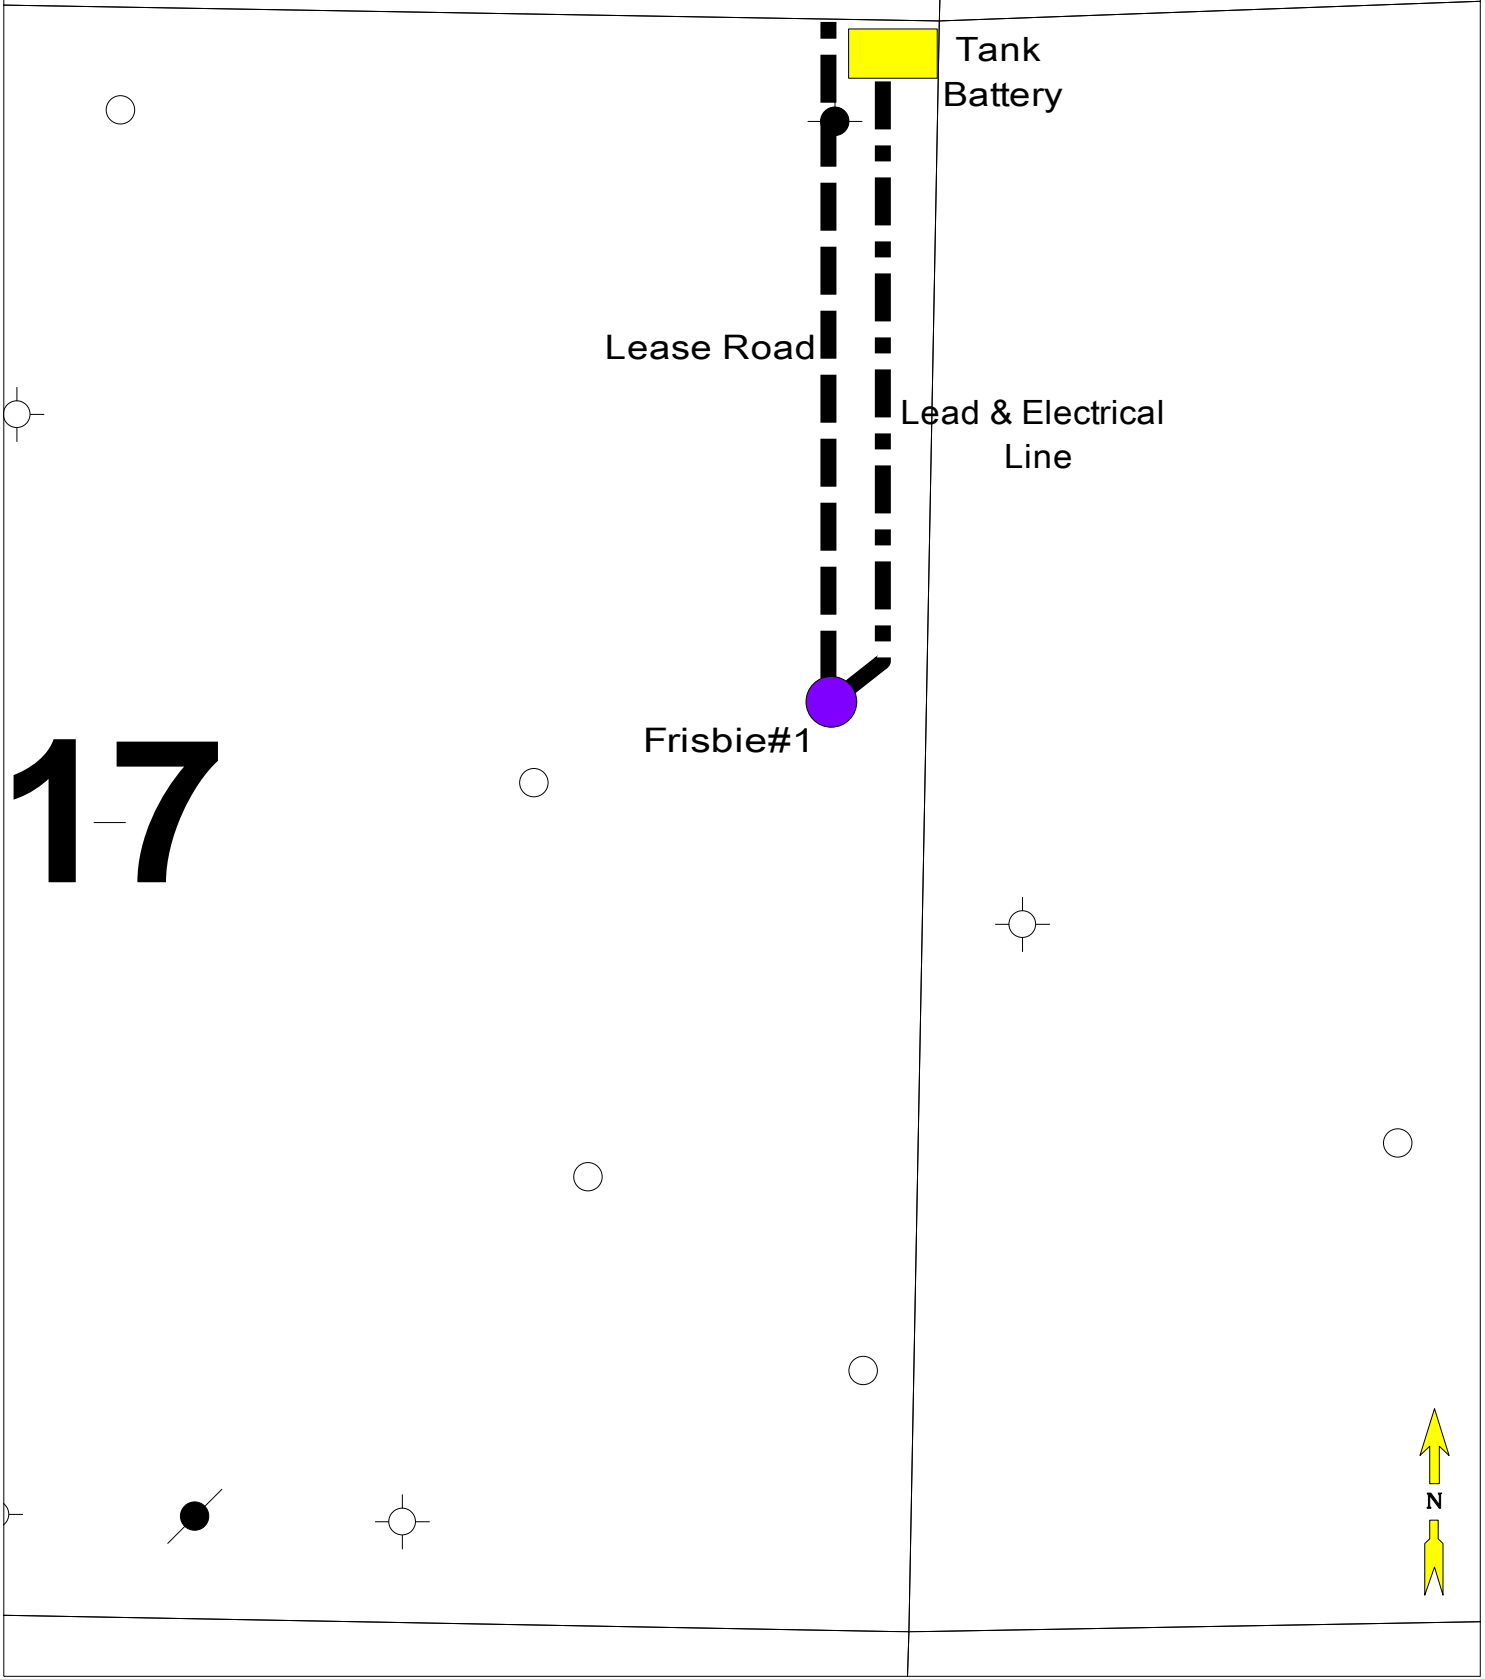 Tank
Battery
Lease Road
Lead & Electrical
Line
Frisbie#1
17
N